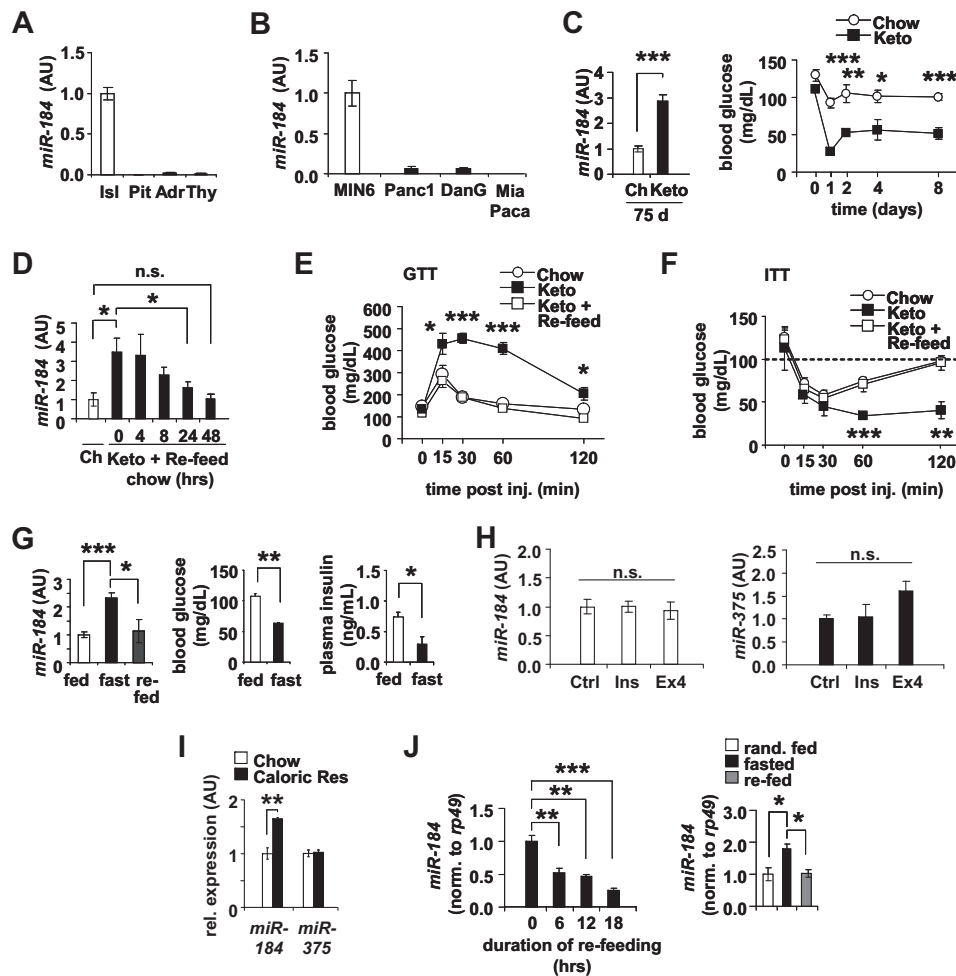 A
miR-184 (AU)
1.5
1.0
0.5
0.0
Isl Pit Adr Thy
B
miR-184 (AU)
1.5
1.0
0.5
0.0
MIN6 Panc1 DanG Mia
Paca
C
miR-184 (AU)
***
4
3
2
1
0
Ch Keto
75 d
Chow
Keto
blood glucose
(mg/dL)
150
100
50
0
***
**
*
***
0 1 2 4 8
time (days)
D
miR-184 (AU)
n.s.
*
*
5
4
3
2
1
0
0 4 8 24 48
Ch Keto + Re-feed
chow (hrs)
E
GTT
Chow
Keto
Keto +
Re-feed
blood glucose
(mg/dL)
600
500
400
300
200
100
0
* *** *** *
0 15 30 60 120
time post inj. (min)
F
ITT
Chow
Keto
Keto +
Re-feed
blood glucose
(mg/dL)
150
100
50
0
*** **
0 15 30 60 120
time post inj. (min)
G
miR-184 (AU)
***
*
3
2
1
0
fed fast re-
fed
blood glucose
(mg/dL)
**
150
100
50
0
fed fast
plasma insulin
(ng/mL)
*
1.0
0.5
0.0
fed fast
H
miR-184 (AU)
n.s.
2.0
1.5
1.0
0.5
0.0
Ctrl Ins Ex4
miR-375 (AU)
n.s.
2.5
2.0
1.5
1.0
0.5
0.0
Ctrl Ins Ex4
I
Chow
Caloric Res
rel. expression (AU)
**
2
1
0
miR-
184
miR-
375
J
miR-184
(norm. to rp49)
***
**
**
1.5
1.0
0.5
0.0
0 6 12 18
duration of re-feeding
(hrs)
rand. fed
fasted
re-fed
miR-184
(norm. to rp49)
*
*
3.0
2.0
1.0
0.0